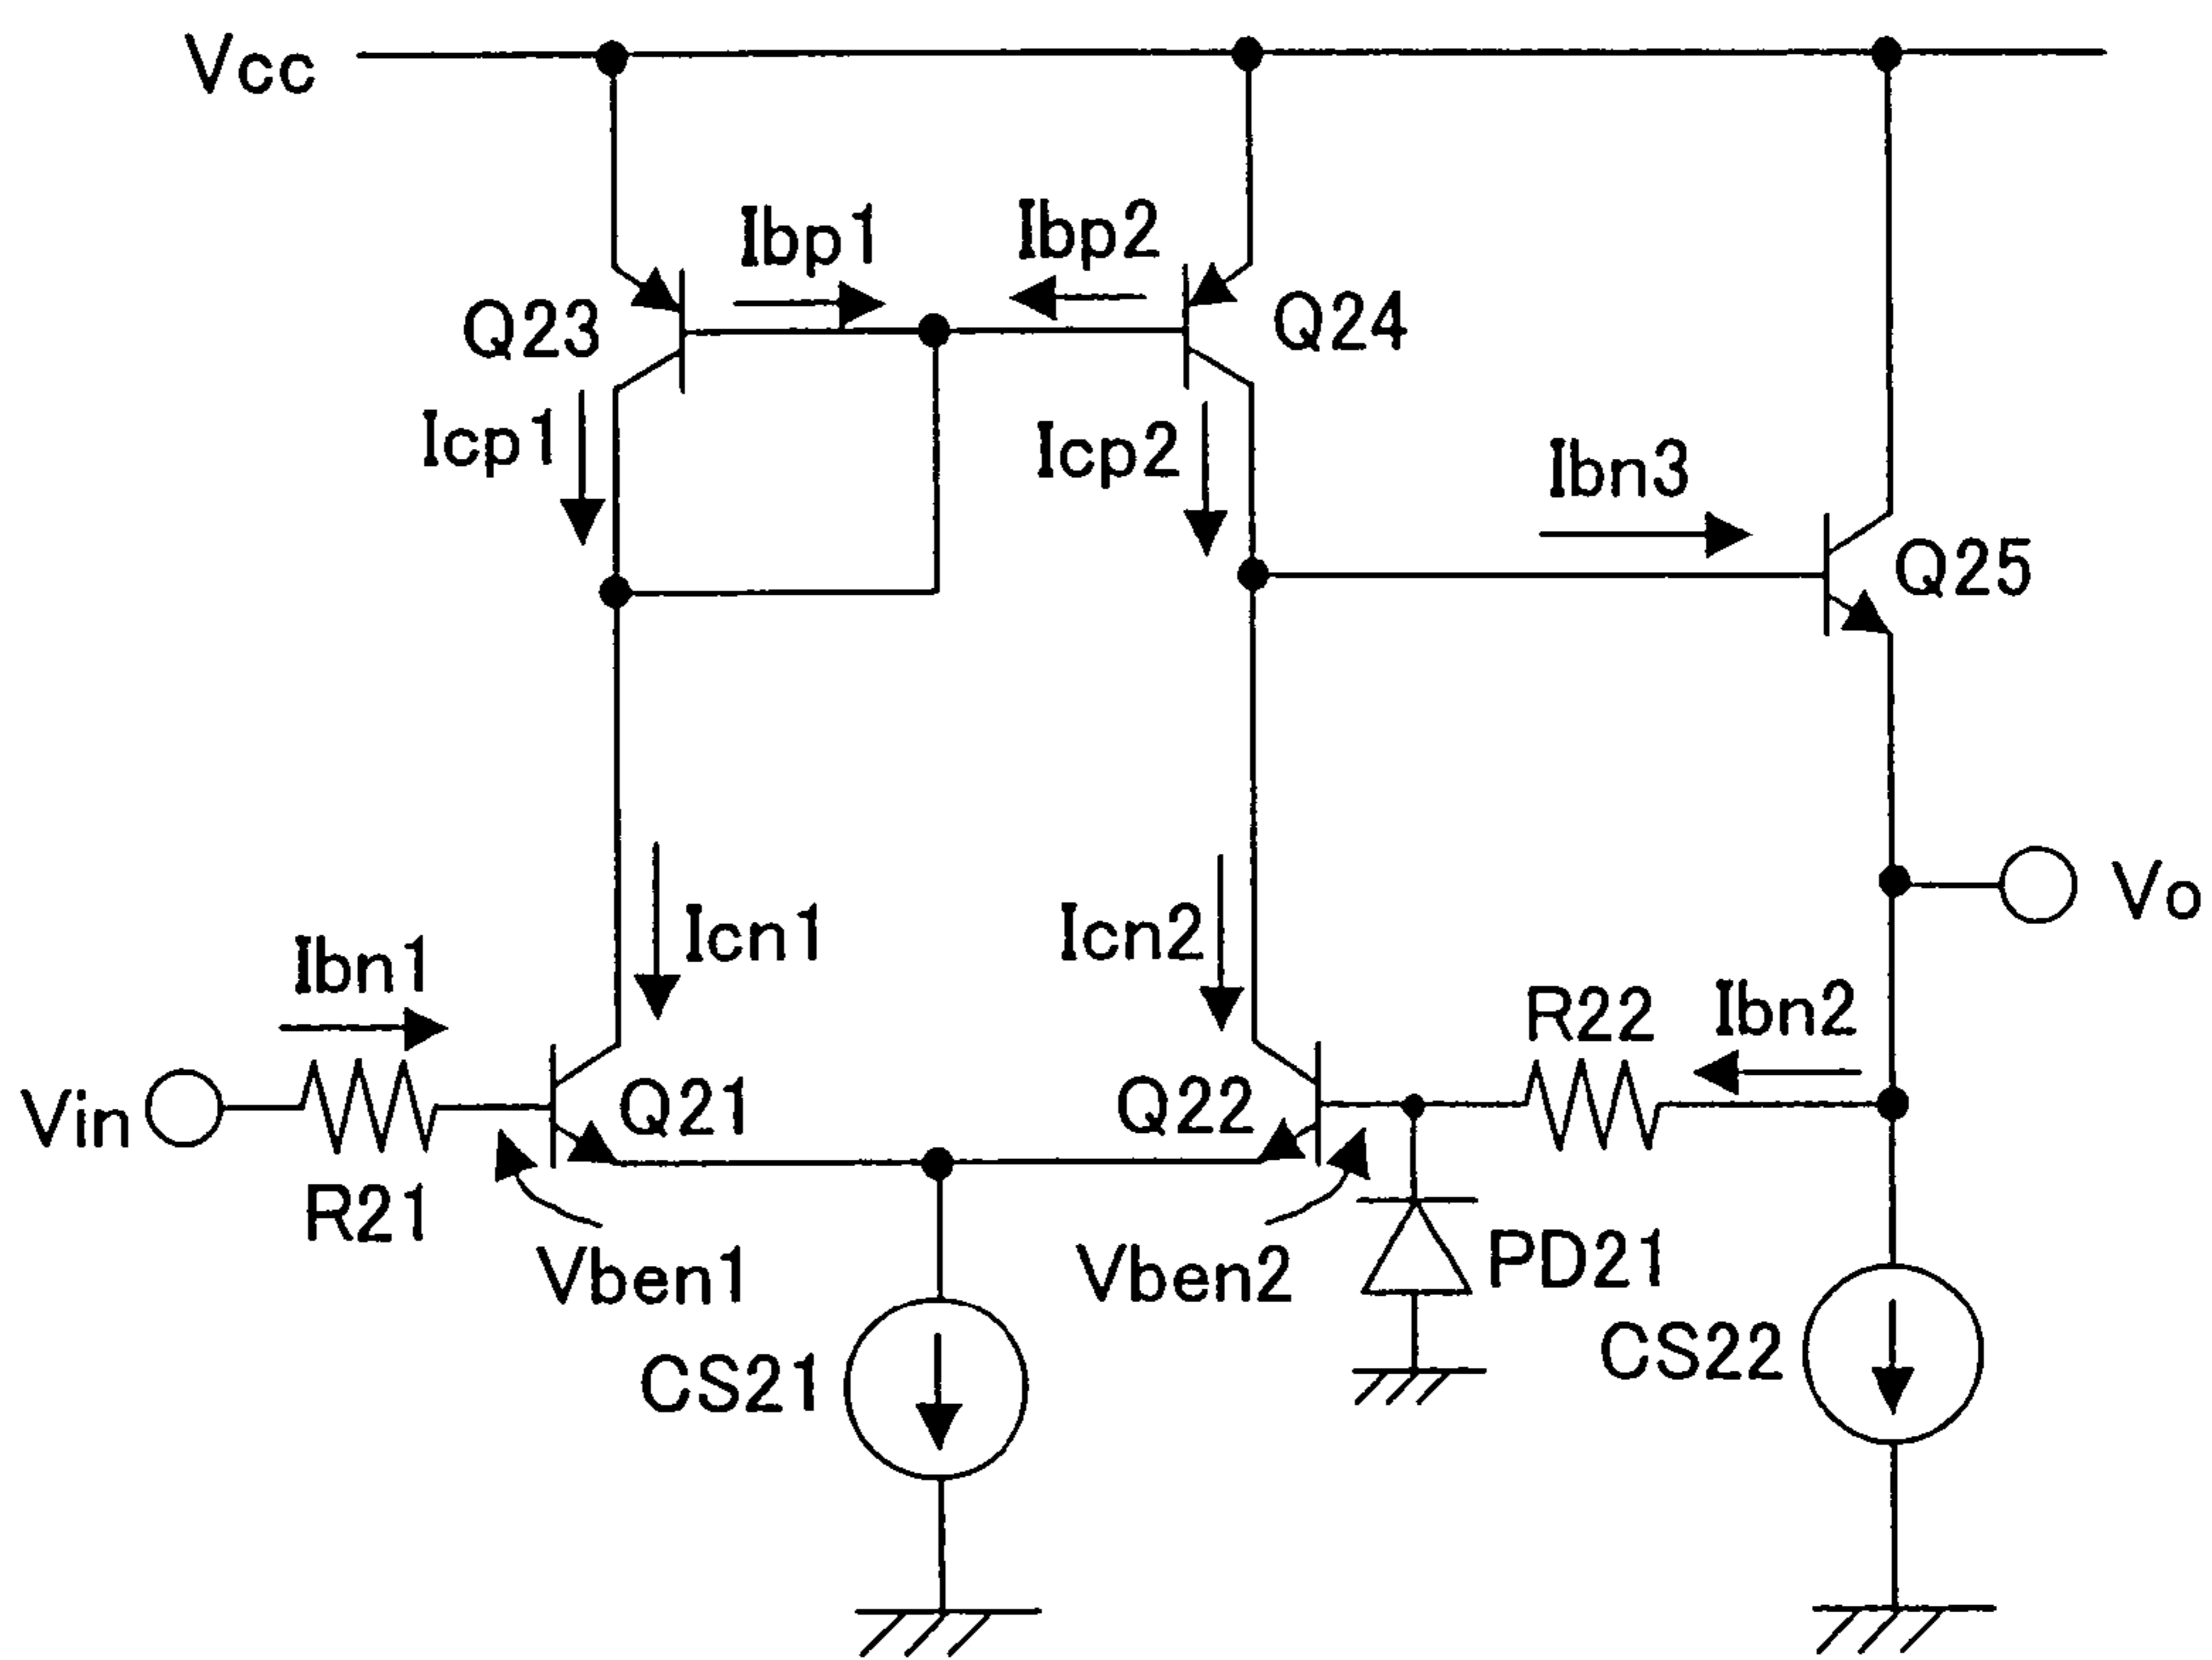 Vcc
Ibp1
Ibp2
Q23
Q24
Icp1
Icp2
Ibn3
Q25
Vo
Ibn1
Icn1
Icn2
R22
Ibn2
Vin
Q21
Q22
R21
Vben1
Vben2
PD21
CS21
CS22